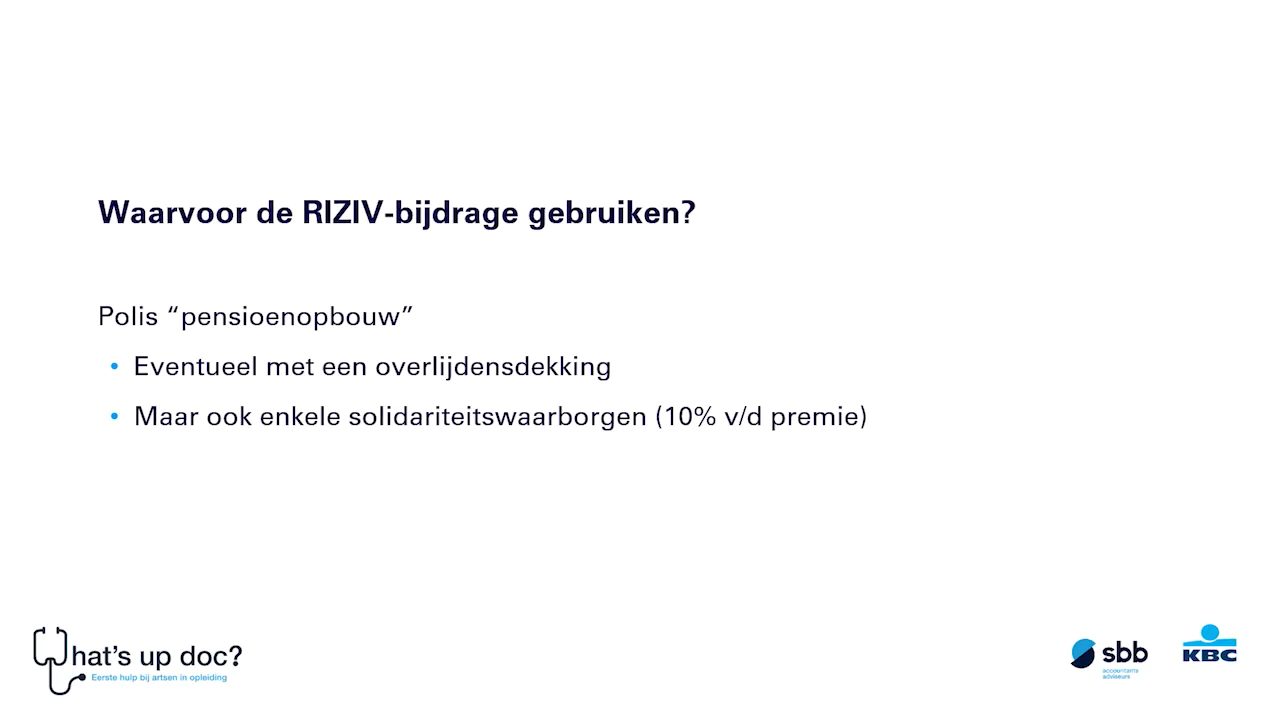 Waarvoor de RIZIV-bijdrage gebruiken?
Polis “pensioenopbouw”
• Eventueel met een overlijdensdekking
• Maar ook enkele solidariteitswaarborgen (10% v/d premie)
What's up doc?
Eerste hulp bij artsen in opleiding
sbb
accountants
adviseurs
KBC